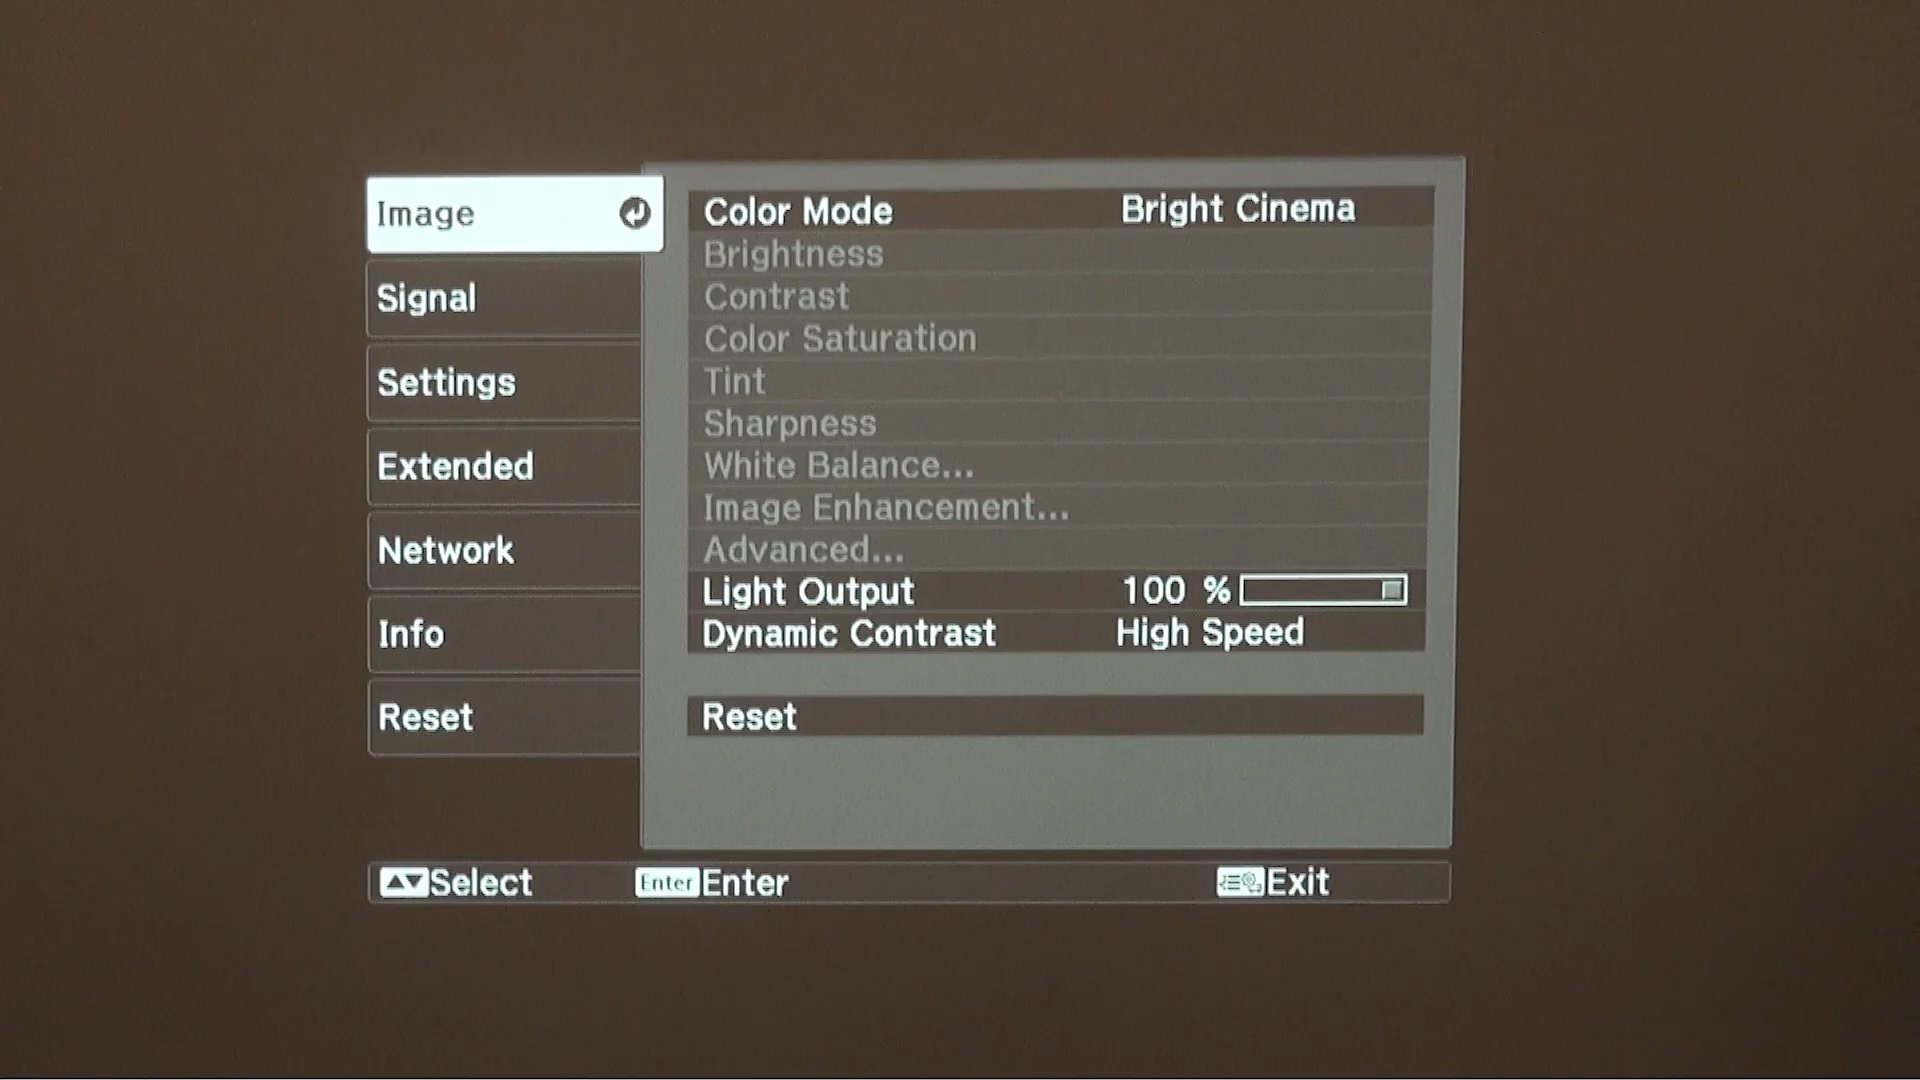 Image
Signal
Settings
Extended
Network
Info
Reset
Color Mode Bright Cinema
Brightness
Contrast
Color Saturation
Tint
Sharpness
White Balance...
Image Enhancement...
Advanced...
Light Output 100 %
Dynamic Contrast High Speed
Reset
Select Enter Enter Exit